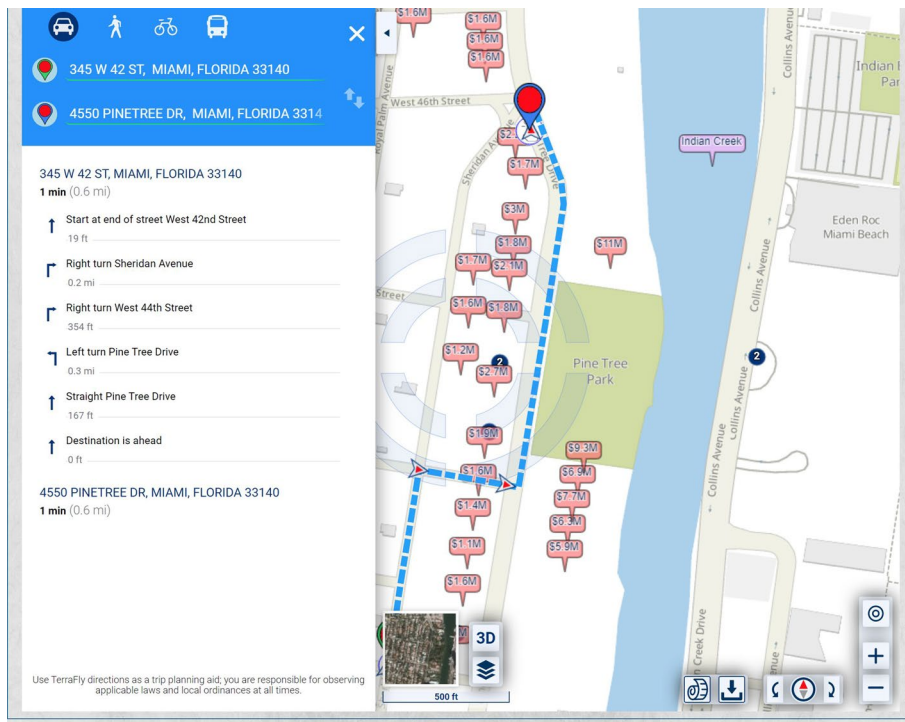 345 W 42 ST, MIAMI, FLORIDA 33140
4550 PINETREE DR, MIAMI, FLORIDA 3314
345 W 42 ST, MIAMI, FLORIDA 33140
1 min (0.6 mi)
Start at end of street West 42nd Street
19 ft
Right turn Sheridan Avenue
0.2 mi
Right turn West 44th Street
354 ft
Left turn Pine Tree Drive
0.3 mi
Straight Pine Tree Drive
167 ft
Destination is ahead
0 ft
4550 PINETREE DR, MIAMI, FLORIDA 33140
1 min (0.6 mi)
Use TerraFly directions as a trip planning aid; you are responsible for observing
applicable laws and local ordinances at all times.
$1.6M
$1.6M
$1.6M
Royal Palm Avenue
West 46th Street
Sheridan
Tree Drive
$1.7M
$3M
$1.8M
$1.7M
$2.1M
$11M
Street
$1.6M
$1.8M
$1.2M
2
$2.7M
Pine Tree
Park
$1.9M
$1.6M
$9.3M
$6.9M
$1.4M
$7.7M
$6.3M
$1.1M
$5.9M
$1.6M
Indian Creek
Collins Avenue
Indian
Eden Roc
Miami Beach
Collins Avenue
2
Collins Avenue
Collins Avenue
Creek Drive
3D
500 ft